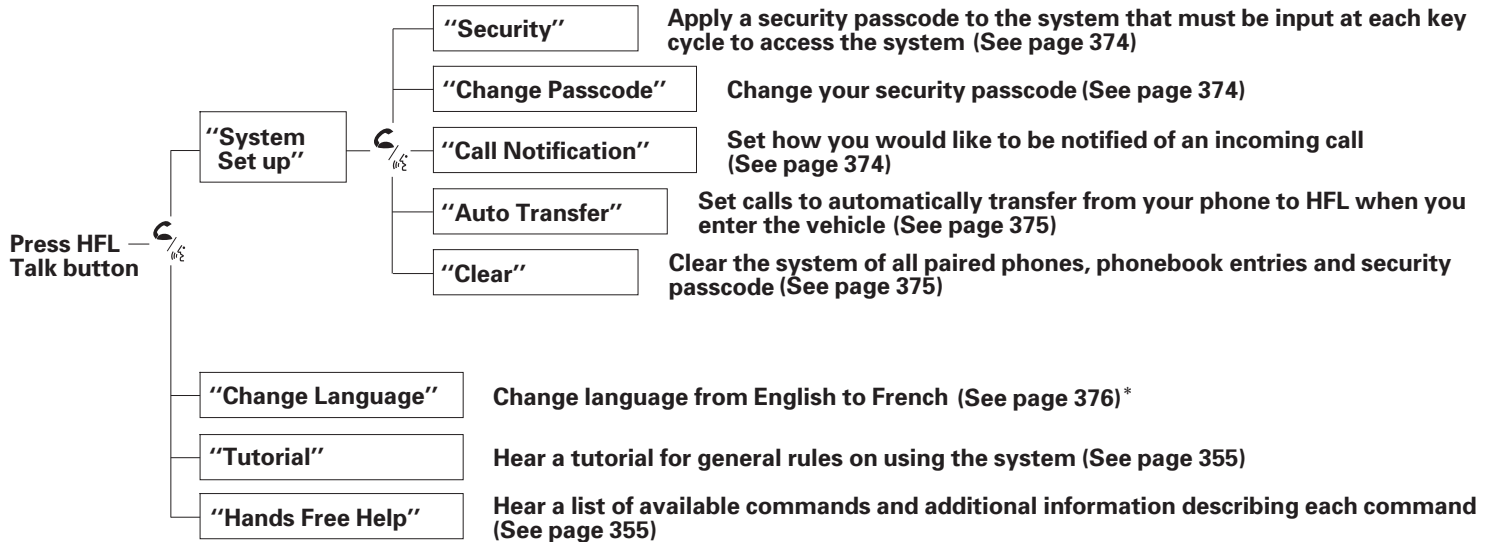 "Security"
Apply a security passcode to the system that must be input at each key
cycle to access the system (See page 374)
"Change Passcode"
Change your security passcode (See page 374)
"System
Set up"
"Call Notification"
Set how you would like to be notified of an incoming call
(See page 374)
"Auto Transfer"
Set calls to automatically transfer from your phone to HFL when you
enter the vehicle (See page 375)
Press HFL
Talk button
"Clear"
Clear the system of all paired phones, phonebook entries and security
passcode (See page 375)
"Change Language"
Change language from English to French (See page 376)*
"Tutorial"
Hear a tutorial for general rules on using the system (See page 355)
"Hands Free Help"
Hear a list of available commands and additional information describing each command
(See page 355)